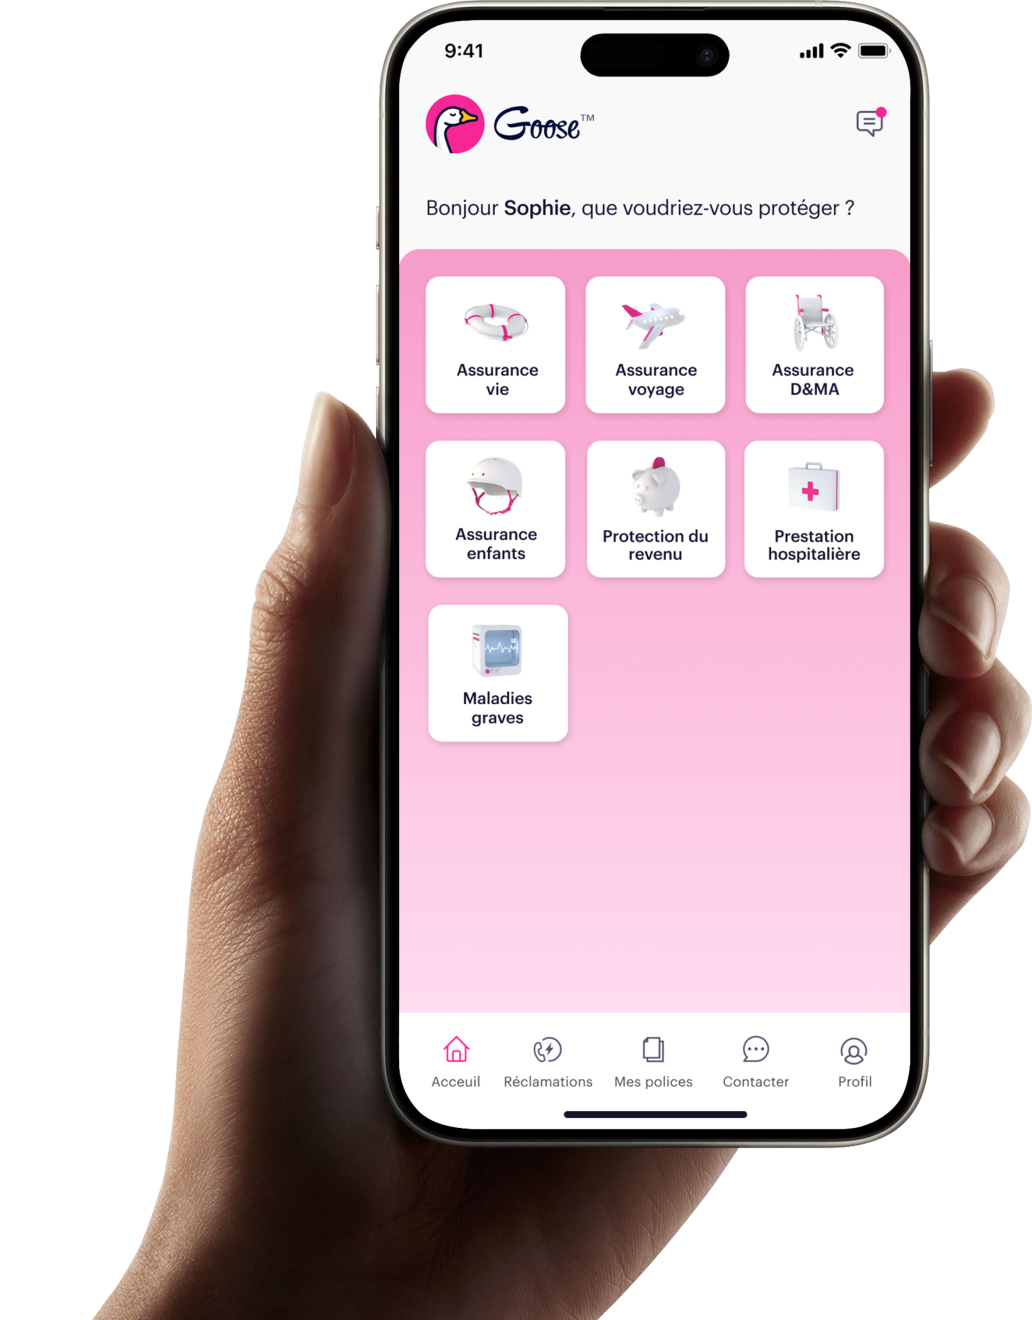 9:41
Goose™
Bonjour Sophie, que voudriez-vous protéger ?
Assurance
vie
Assurance
voyage
Assurance
D&MA
Assurance
enfants
Protection du
revenu
Prestation
hospitalière
Maladies
graves
Acceuil
Réclamations
Mes polices
Contacter
Profil